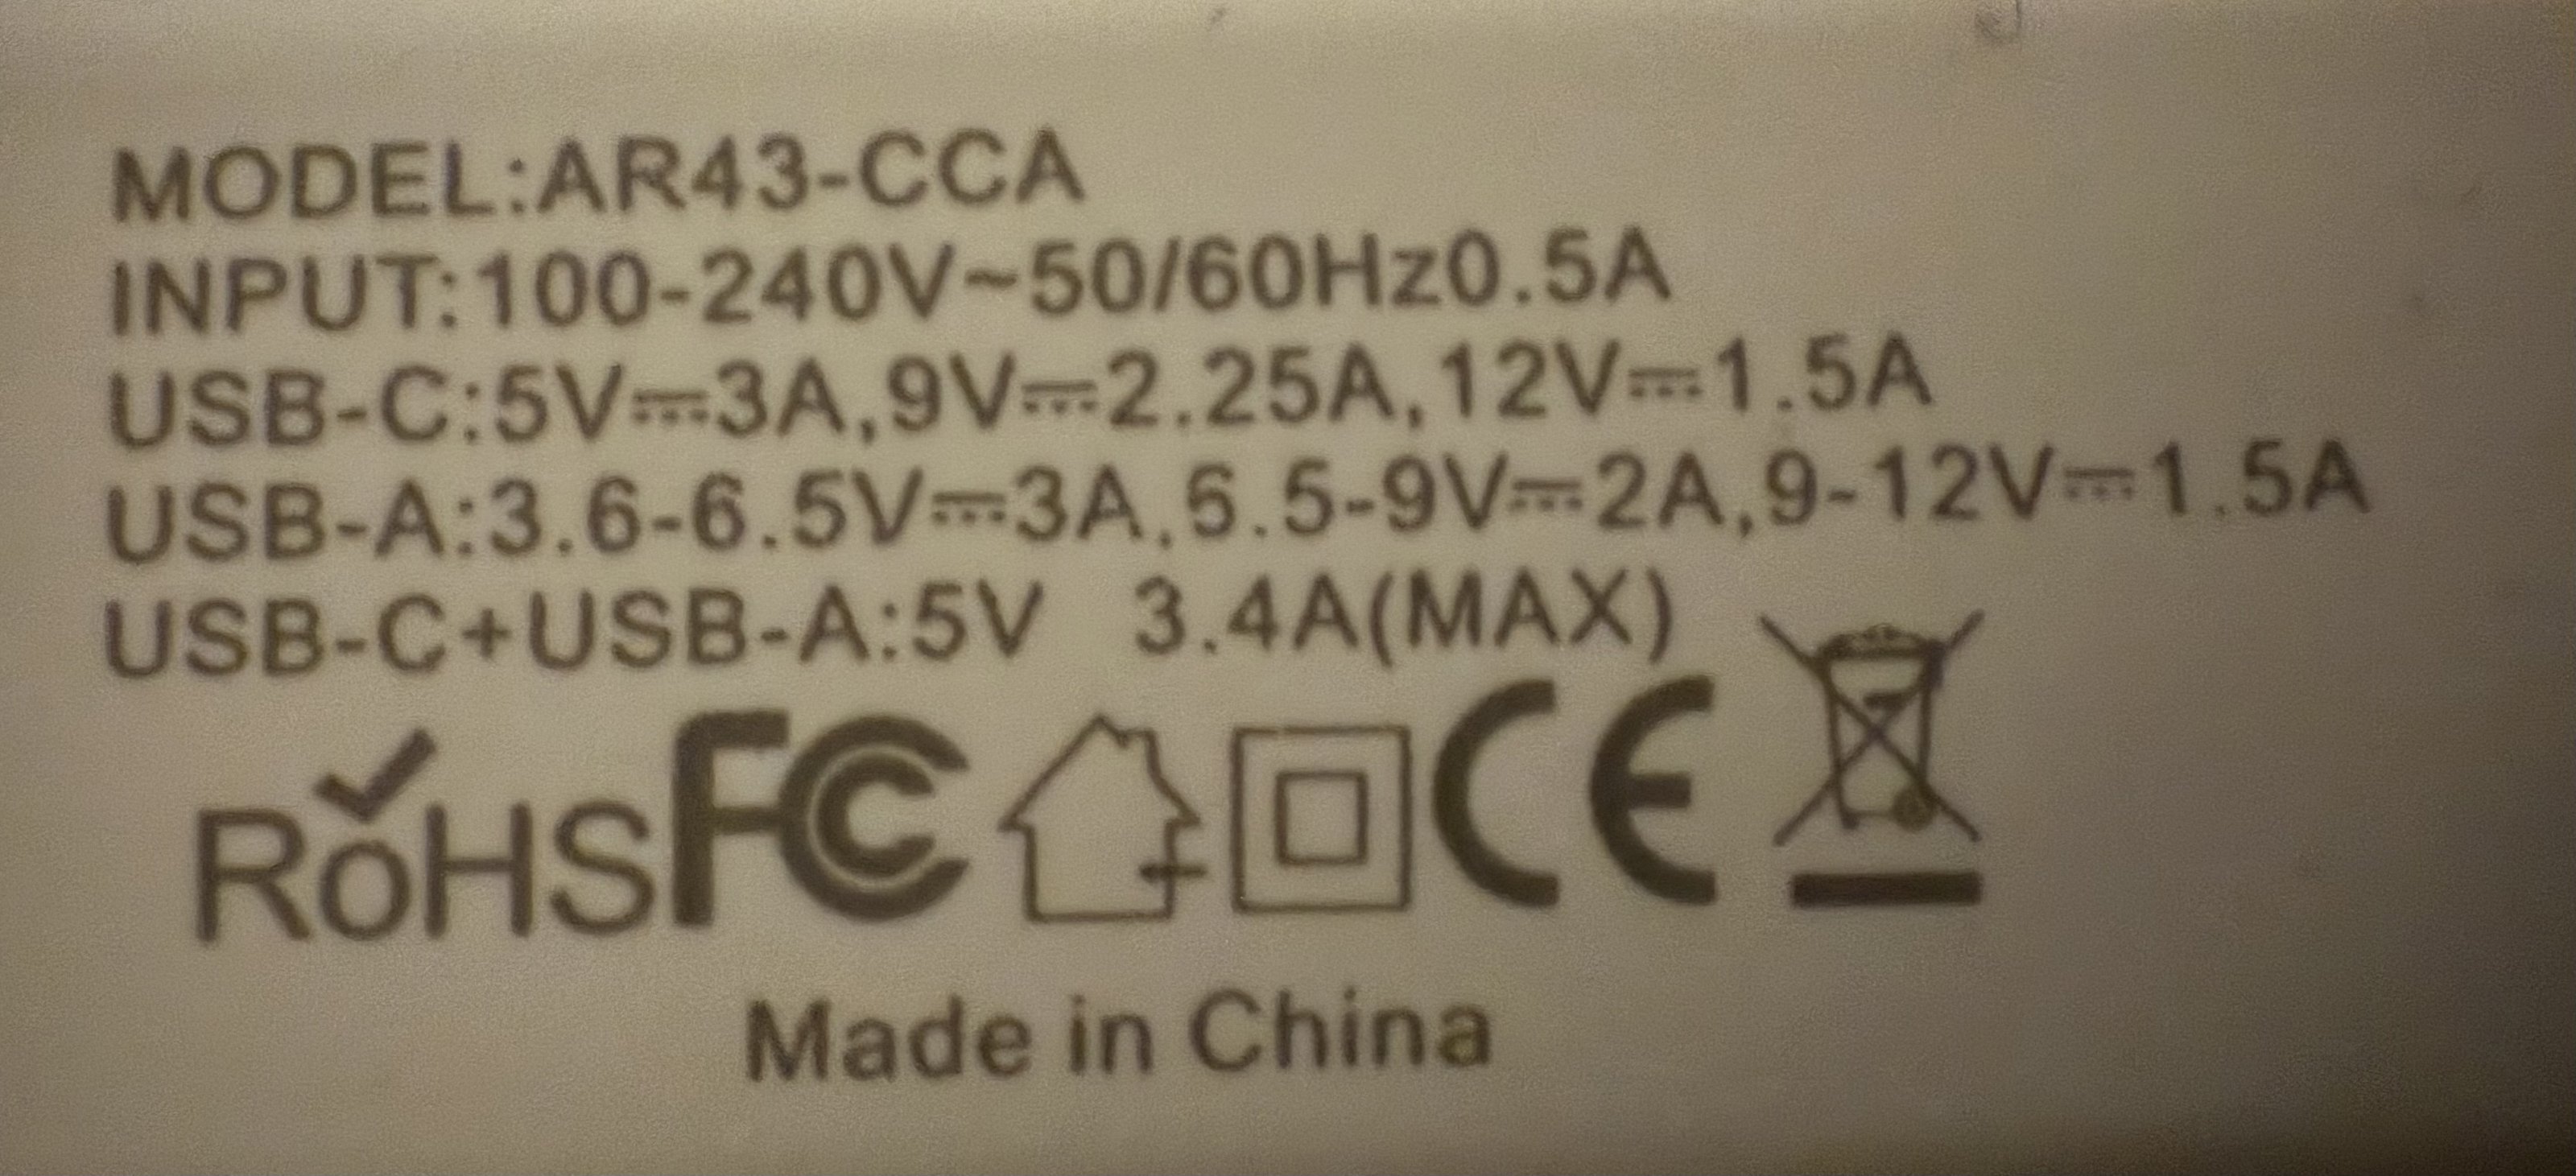 MODEL:AR43-CCA
INPUT:100-240V~50/60Hz0.5A
USB-C:5V⎓3A,9V⎓2.25A,12V⎓1.5A
USB-A:3.6-6.5V⎓3A,6.5-9V⎓2A,9-12V⎓1.5A
USB-C+USB-A:5V 3.4A(MAX)
RoHS FC CE
Made in China